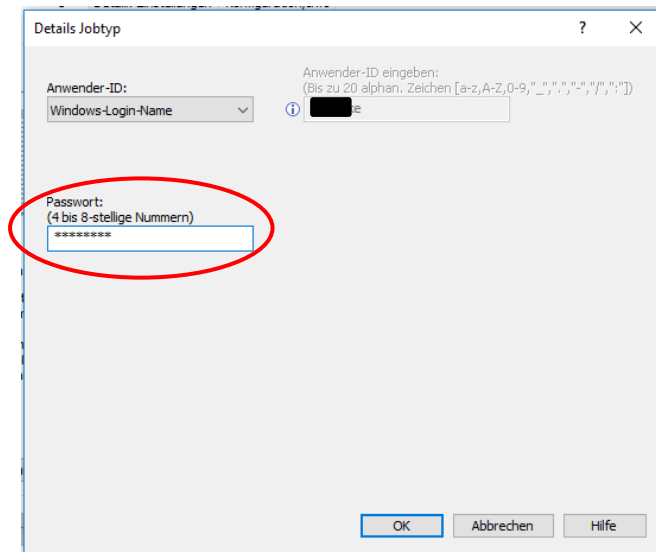 Details Jobtyp
Anwender-ID eingeben:
Anwender-ID:
(Bis zu 20 alphan. Zeichen [a-z,A-Z,0-9,"_",".","-","/",":"])
Windows-Login-Name
Passwort:
(4 bis 8-stellige Nummern)
********
OK
Abbrechen
Hilfe